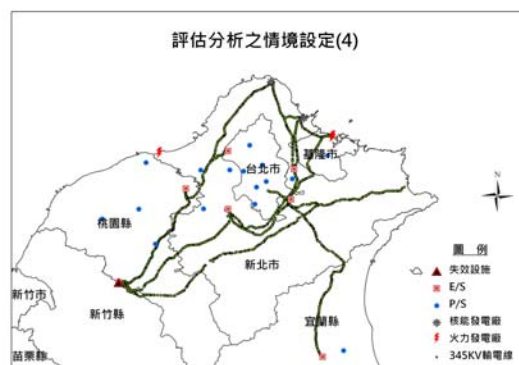 評估分析之情境設定(4)
基隆市
台北市
桃園縣
新北市
新竹市
新竹縣
宜蘭縣
苗栗縣
N
圖 例
失效設施
E/S
P/S
核能發電廠
火力發電廠
345KV輸電線